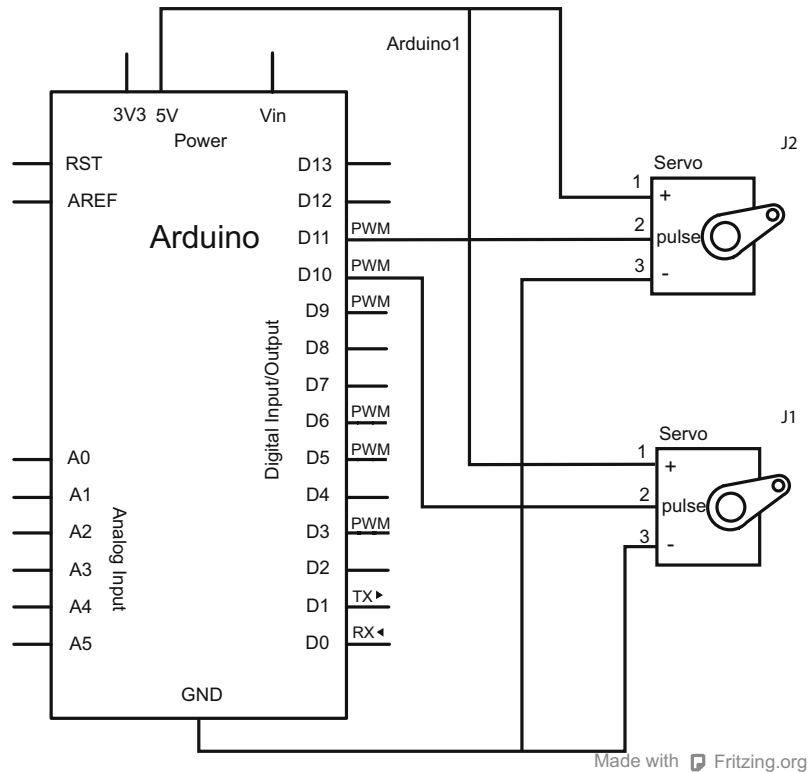 Arduino1
3V3 5V Vin
Power
RST
AREF
Arduino
D13
D12
D11 PWM
D10 PWM
D9 PWM
D8
D7
D6 PWM
D5 PWM
D4
D3 PWM
D2
D1 TX
D0 RX
Digital Input/Output
A0
A1
A2
A3
A4
A5
Analog Input
GND
J2
Servo
1 +
2 pulse
3 -
J1
Servo
1 +
2 pulse
3 -
Made with Fritzing.org